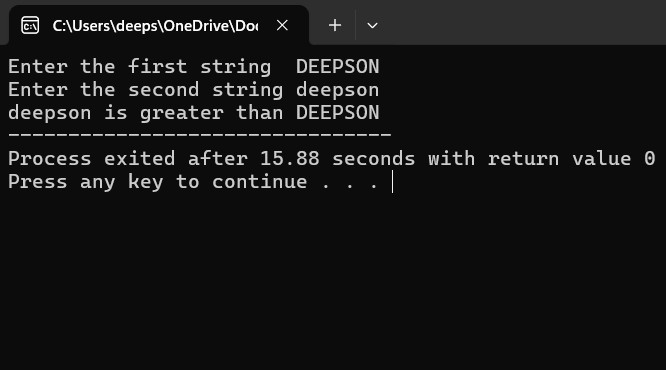 C:\Users\deeps\OneDrive\Doc
Enter the first string  DEEPSON
Enter the second string deepson
deepson is greater than DEEPSON
--------------------------------
Process exited after 15.88 seconds with return value 0
Press any key to continue . . .